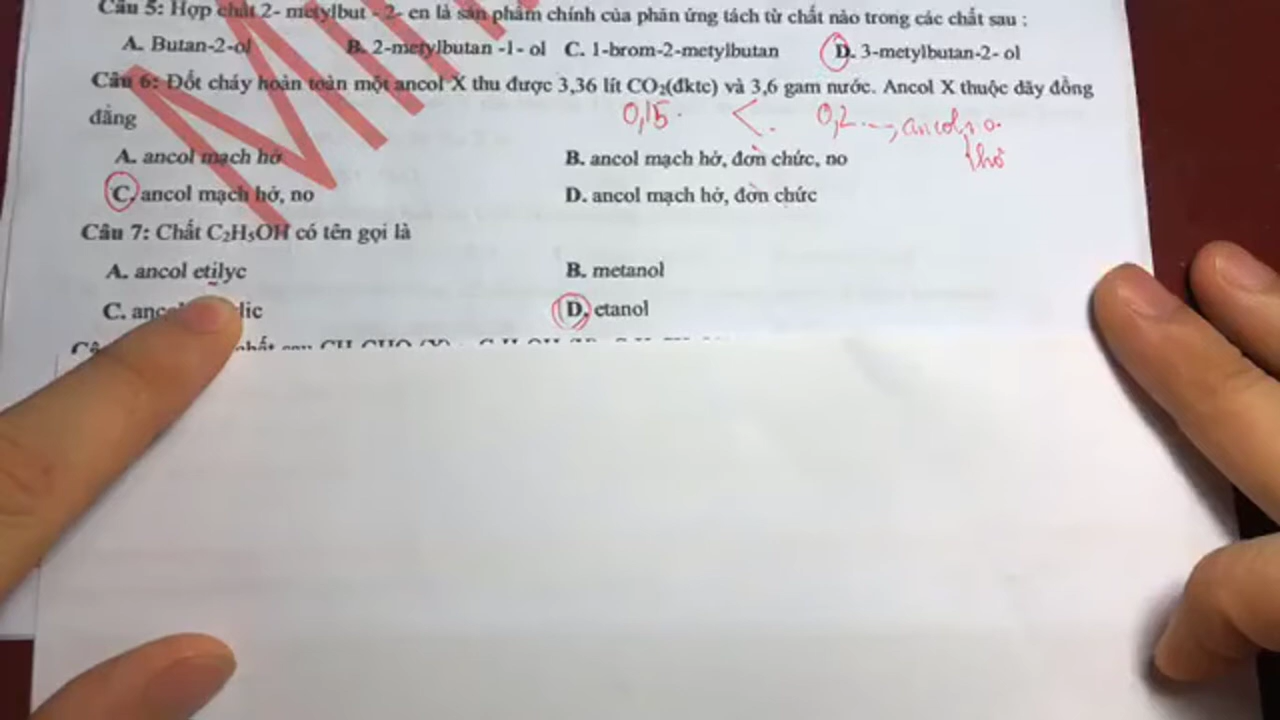 Câu 5: Hợp chất 2- metylbut - 2- en là sản phẩm chính của phản ứng tách từ chất nào trong các chất sau :
A. Butan-2-ol B. 2-metylbutan -1- ol C. 1-brom-2-metylbutan D. 3-metylbutan-2- ol
Câu 6: Đốt cháy hoàn toàn một ancol X thu được 3,36 lít CO₂(đktc) và 3,6 gam nước. Ancol X thuộc dãy đồng
đẳng
0,15 < 0,2 ancol
hở
A. ancol mạch hở B. ancol mạch hở, đơn chức, no
C. ancol mạch hở, no D. ancol mạch hở, đơn chức
Câu 7: Chất C₂H₅OH có tên gọi là
A. ancol etilyc B. metanol
C. D. etanol